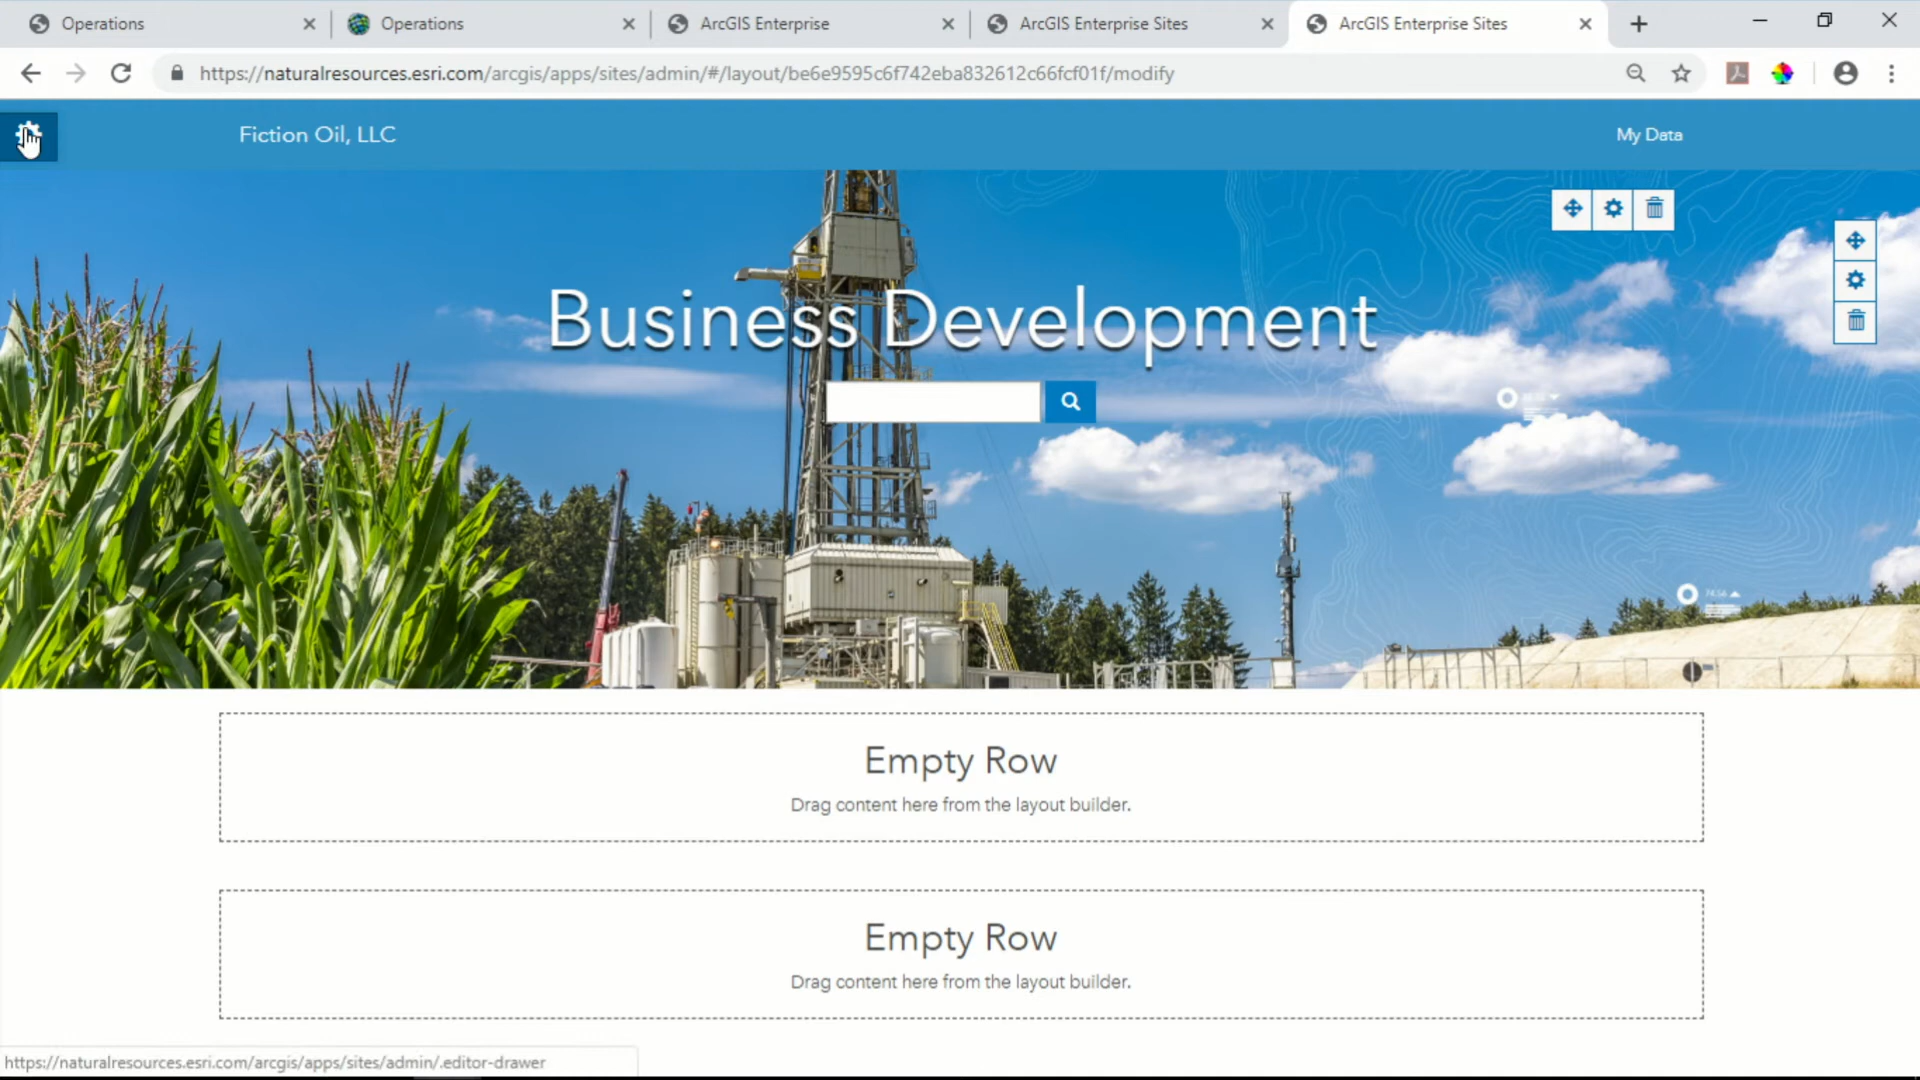 Operations
Operations
ArcGIS Enterprise
ArcGIS Enterprise Sites
ArcGIS Enterprise Sites
https://naturalresources.esri.com/arcgis/apps/sites/admin/#/layout/be6e9595c6f742eba832612c66fcf01f/modify
Fiction Oil, LLC
My Data
Business Development
Empty Row
Drag content here from the layout builder.
Empty Row
Drag content here from the layout builder.
https://naturalresources.esri.com/arcgis/apps/sites/admin/.editor-drawer